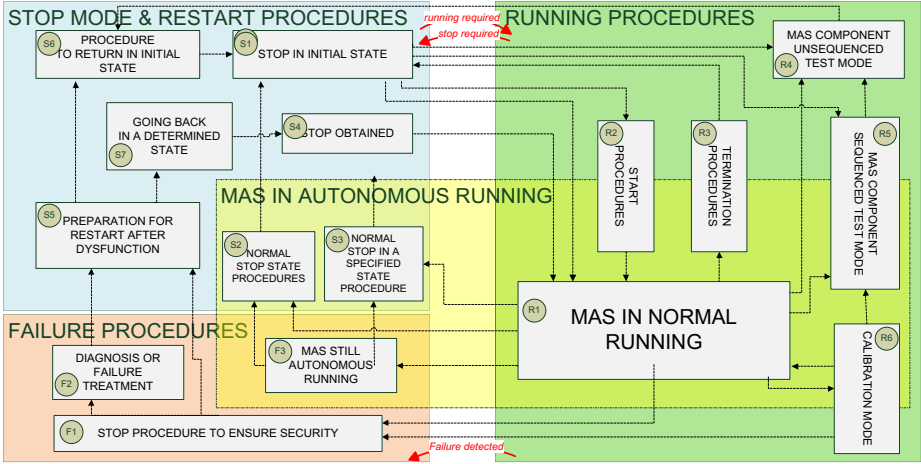 STOP MODE & RESTART PROCEDURES
running required
stop required
RUNNING PROCEDURES
S6
PROCEDURE
TO RETURN IN INITIAL
STATE
S1
STOP IN INITIAL STATE
R4
MAS COMPONENT
UNSEQUENCED
TEST MODE
S7
GOING BACK
IN A DETERMINED
STATE
S4
STOP OBTAINED
R2
START
PROCEDURES
R3
TERMINATION
PROCEDURES
R5
MAS COMPONENT
SEQUENCED TEST MODE
MAS IN AUTONOMOUS RUNNING
S5
PREPARATION FOR
RESTART AFTER
DYSFUNCTION
S2
NORMAL
STOP STATE
PROCEDURES
S3
NORMAL
STOP IN A
SPECIFIED
STATE
PROCEDURE
R1
MAS IN NORMAL
RUNNING
FAILURE PROCEDURES
F2
DIAGNOSIS OR
FAILURE
TREATMENT
F3
MAS STILL
AUTONOMOUS
RUNNING
R6
CALIBRATION MODE
F1
STOP PROCEDURE TO ENSURE SECURITY
Failure detected